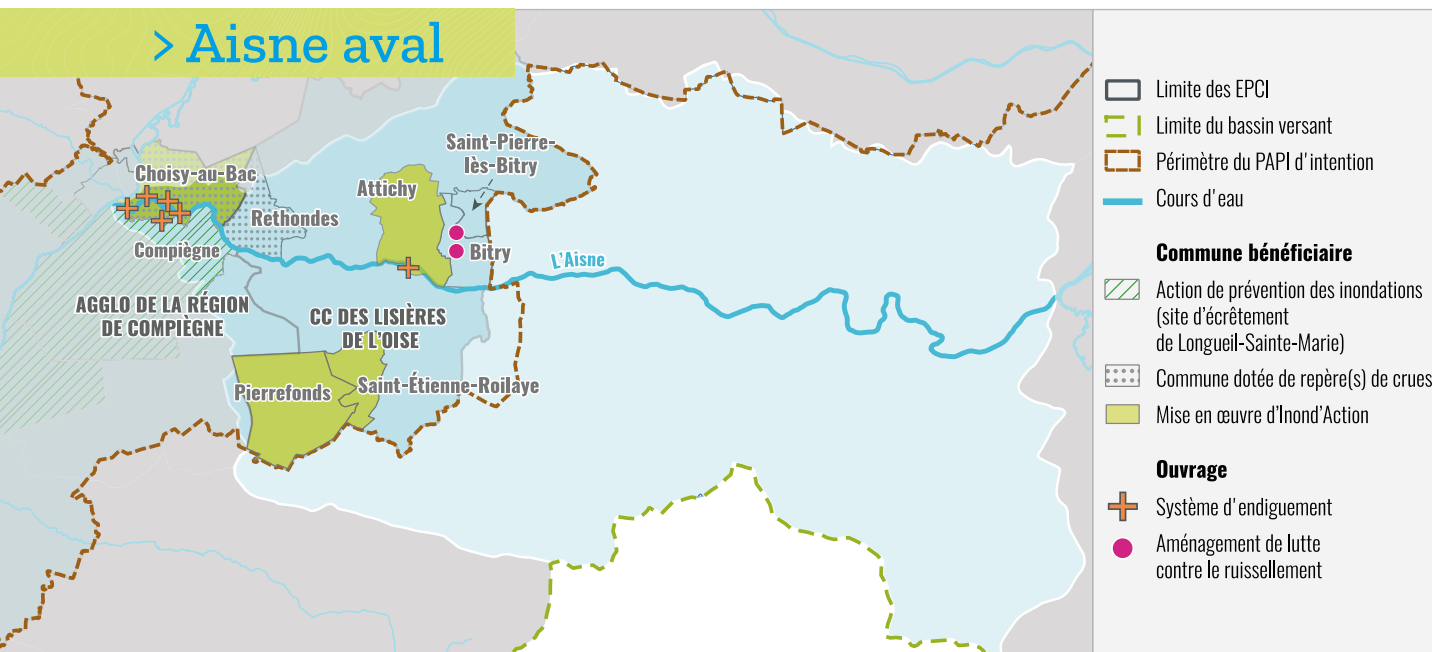 > Aisne aval
Saint-Pierre-
lès-Bitry
Choisy-au-Bac
Attichy
Rethondes
Compiègne
Bitry
L'Aisne
AGGLO DE LA RÉGION
DE COMPIÈGNE
CC DES LISIÈRES
DE L'OISE
Pierrefonds
Saint-Étienne-Roilaye
Limite des EPCI
Limite du bassin versant
Périmètre du PAPI d'intention
Cours d'eau
Commune bénéficiaire
Action de prévention des inondations
(site d'écrêtement
de Longueil-Sainte-Marie)
Commune dotée de repère(s) de crues
Mise en œuvre d'Inond'Action
Ouvrage
Système d'endiguement
Aménagement de lutte
contre le ruissellement